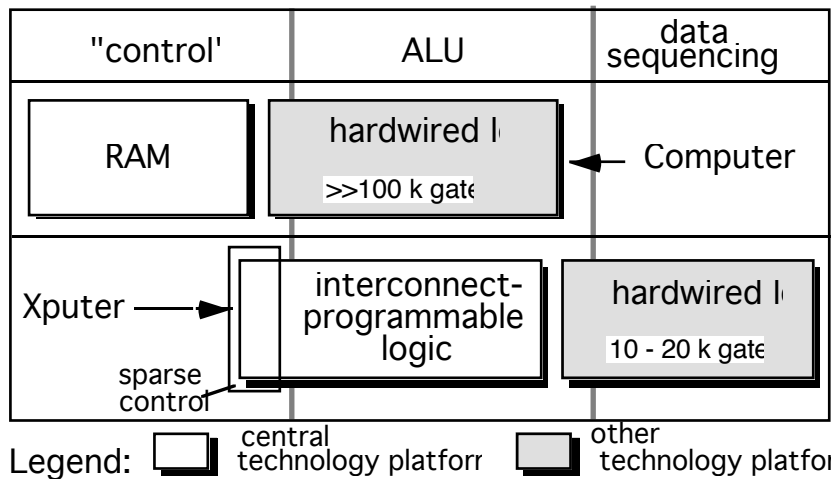 "control'
ALU
data
sequencing
RAM
hardwired l
>>100 k gate
Computer
Xputer
interconnect-
programmable
logic
hardwired l
10 - 20 k gate
sparse
control
Legend:
central
technology platforr
other
technology platfor